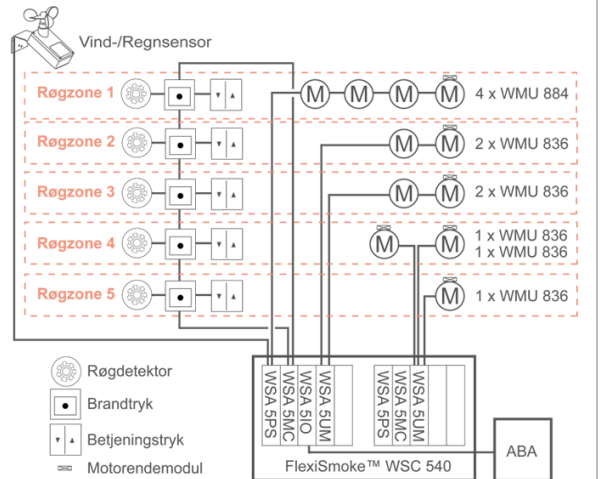 Vind-/Regnsensor
Røgzone 1
M M M M
4 x WMU 884
Røgzone 2
M M
2 x WMU 836
Røgzone 3
M M
2 x WMU 836
Røgzone 4
M M
1 x WMU 836
1 x WMU 836
Røgzone 5
M
1 x WMU 836
Røgdetektor
Brandtryk
Betjeningstryk
Motorendemodul
WSA 5PS
WSA 5MC
WSA 5IO
WSA 5UM
WSA 5PS
WSA 5MC
WSA 5UM
FlexiSmoke™ WSC 540
ABA